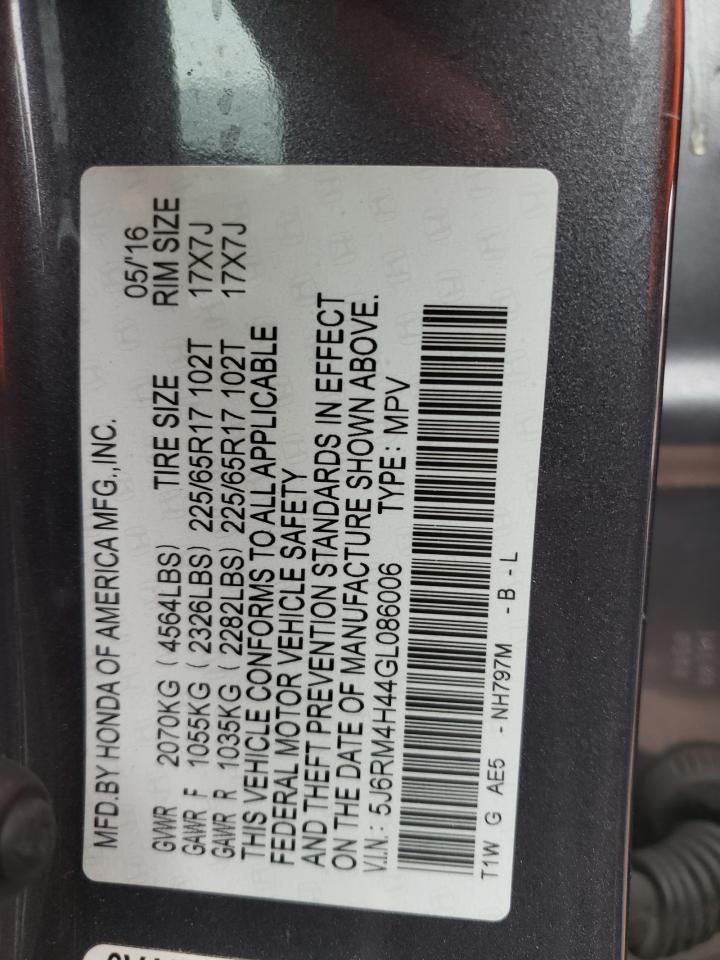 MFD.BY HONDA OF AMERICA MFG.,INC. 05/'16
GVWR 2070KG ( 4564LBS) TIRE SIZE RIM SIZE
GAWR F 1055KG ( 2326LBS) 225/65R17 102T 17X7J
GAWR R 1035KG ( 2282LBS) 225/65R17 102T 17X7J
THIS VEHICLE CONFORMS TO ALL APPLICABLE
FEDERAL MOTOR VEHICLE SAFETY
AND THEFT PREVENTION STANDARDS IN EFFECT
ON THE DATE OF MANUFACTURE SHOWN ABOVE.
V.I.N.: 5J6RM4H44GL086006 TYPE: MPV
T1W G AE5 - NH797M - B - L